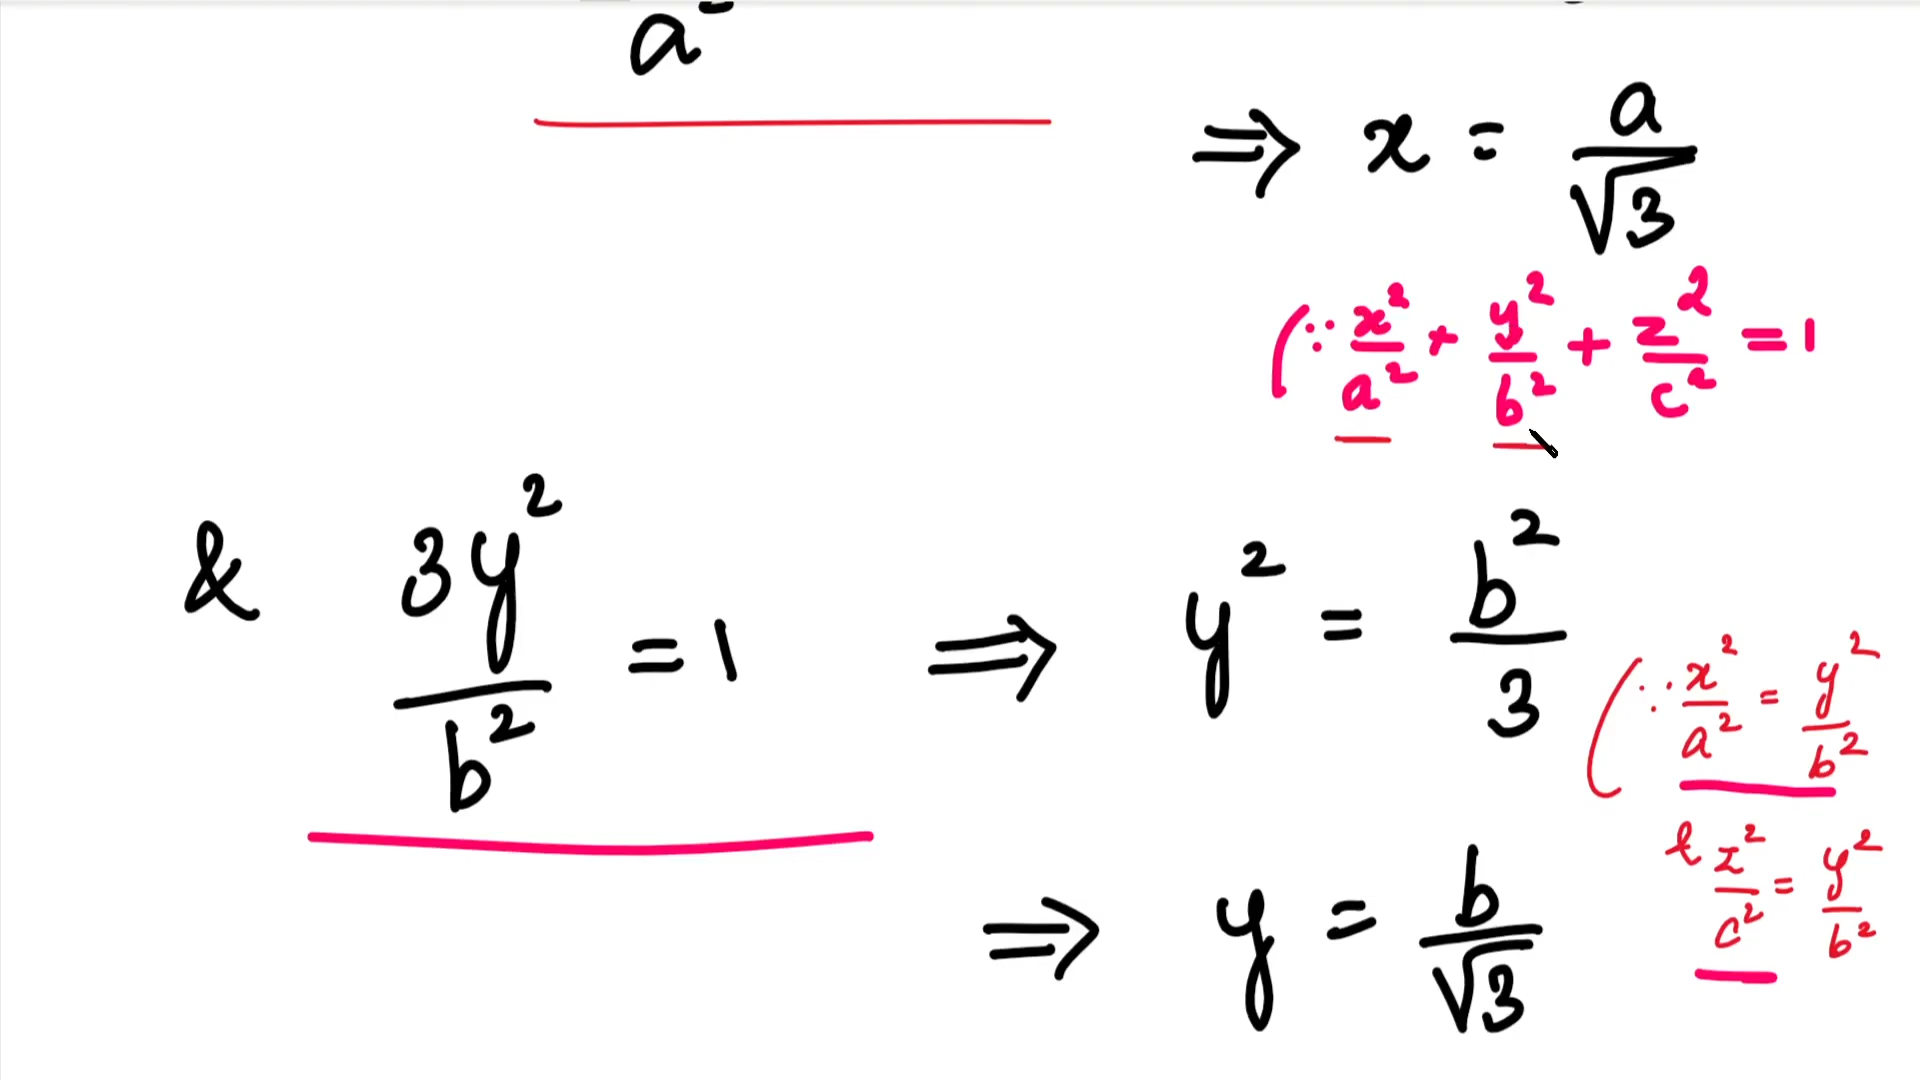 a²
⇒ x = a/√3
(∵ x²/a² + y²/b² + z²/c² = 1
& 3y²/b² = 1 ⇒ y² = b²/3
(∵ x²/a² = y²/b²
& z²/c² = y²/b²
⇒ y = b/√3